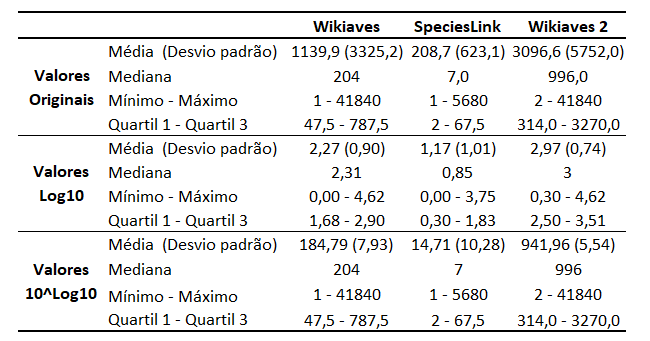 Wikiaves SpeciesLink Wikiaves 2
Valores Originais Média (Desvio padrão) 1139,9 (3325,2) 208,7 (623,1) 3096,6 (5752,0)
Mediana 204 7,0 996,0
Mínimo - Máximo 1 - 41840 1 - 5680 2 - 41840
Quartil 1 - Quartil 3 47,5 - 787,5 2 - 67,5 314,0 - 3270,0
Valores Log10 Média (Desvio padrão) 2,27 (0,90) 1,17 (1,01) 2,97 (0,74)
Mediana 2,31 0,85 3
Mínimo - Máximo 0,00 - 4,62 0,00 - 3,75 0,30 - 4,62
Quartil 1 - Quartil 3 1,68 - 2,90 0,30 - 1,83 2,50 - 3,51
Valores 10^Log10 Média (Desvio padrão) 184,79 (7,93) 14,71 (10,28) 941,96 (5,54)
Mediana 204 7 996
Mínimo - Máximo 1 - 41840 1 - 5680 2 - 41840
Quartil 1 - Quartil 3 47,5 - 787,5 2 - 67,5 314,0 - 3270,0